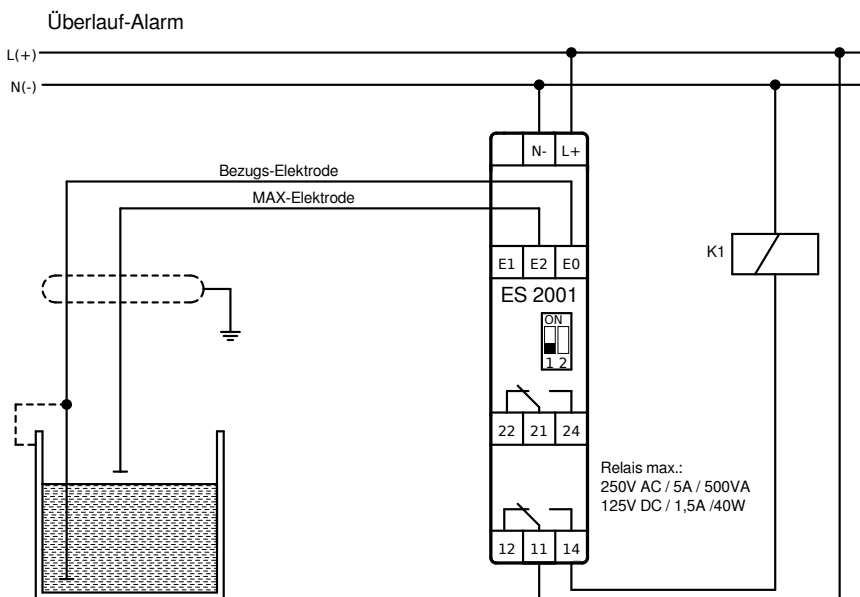 Überlauf-Alarm
L(+)
N(-)
N- L+
Bezugs-Elektrode
MAX-Elektrode
K1
E1 E2 E0
ES 2001
ON
1 2
22 21 24
Relais max.:
250V AC / 5A / 500VA
125V DC / 1,5A /40W
12 11 14